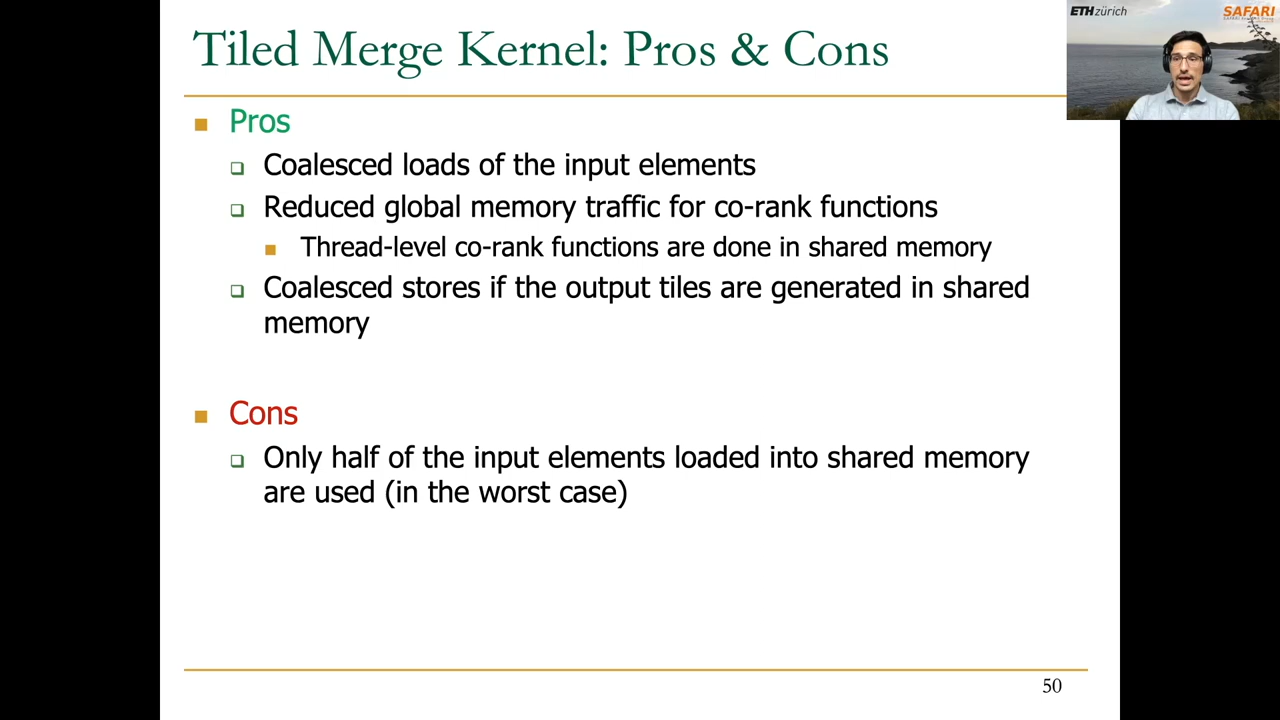 Tiled Merge Kernel: Pros & Cons
ETH zürich
SAFARI
Pros
Coalesced loads of the input elements
Reduced global memory traffic for co-rank functions
Thread-level co-rank functions are done in shared memory
Coalesced stores if the output tiles are generated in shared
memory
Cons
Only half of the input elements loaded into shared memory
are used (in the worst case)
50